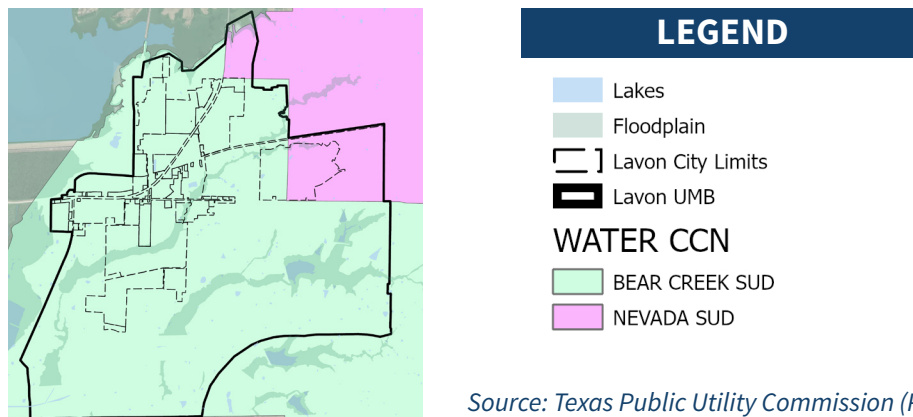 LEGEND
Lakes
Floodplain
Lavon City Limits
Lavon UMB
WATER CCN
BEAR CREEK SUD
NEVADA SUD
Source: Texas Public Utility Commission (